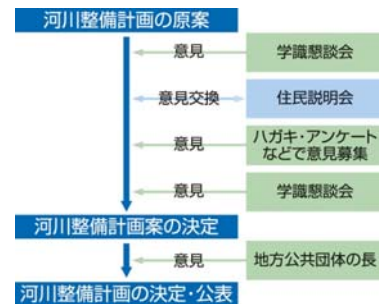 河川整備計画の原案
意見
学識懇談会
意見交換
住民説明会
意見
ハガキ・アンケート
などで意見募集
意見
学識懇談会
河川整備計画案の決定
意見
地方公共団体の長
河川整備計画の決定・公表